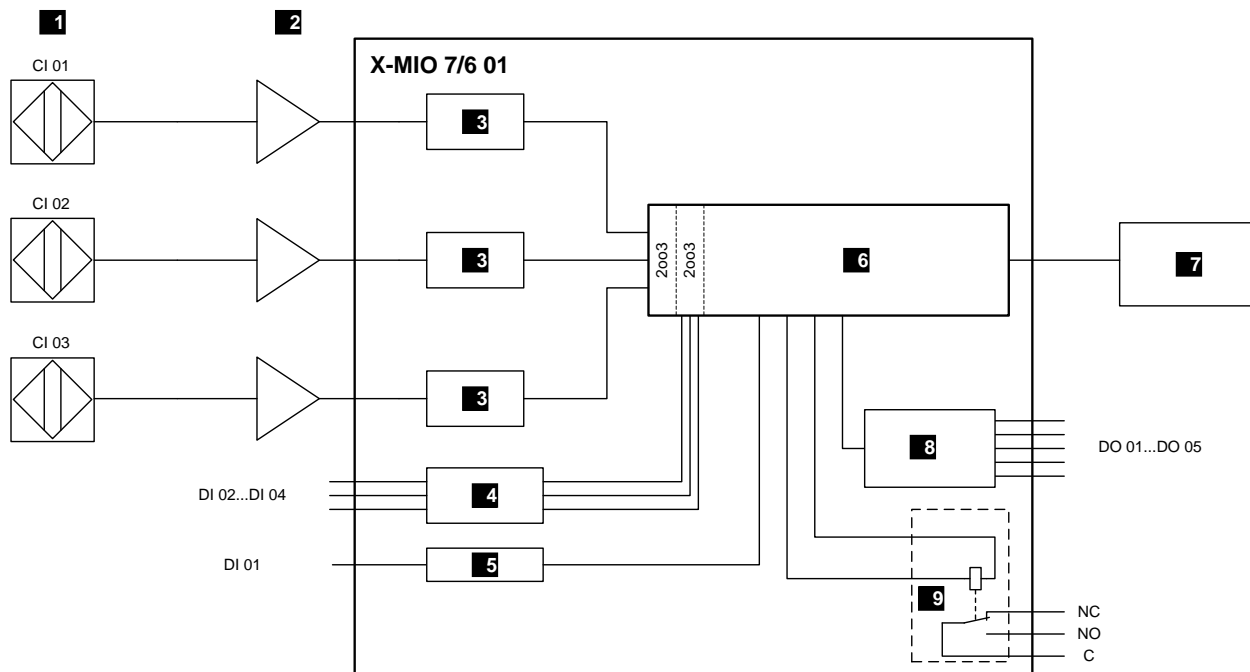 1
2
CI 01
X-MIO 7/6 01
3
CI 02
2oo3
2oo3
3
6
7
CI 03
3
8
DO 01...DO 05
DI 02...DI 04
4
DI 01
5
9
NC
NO
C